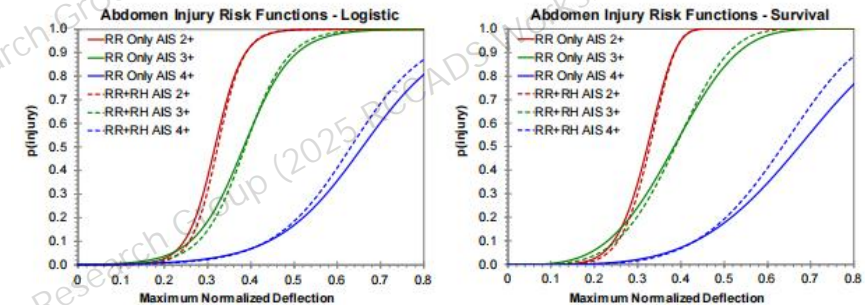 Abdomen Injury Risk Functions - Logistic
1.0
0.9
0.8
0.7
0.6
0.5
0.4
0.3
0.2
0.1
0.0
p(injury)
RR Only AIS 2+
RR Only AIS 3+
RR Only AIS 4+
RR+RH AIS 2+
RR+RH AIS 3+
RR+RH AIS 4+
0 0.1 0.2 0.3 0.4 0.5 0.6 0.7 0.8
Maximum Normalized Deflection
Abdomen Injury Risk Functions - Survival
1.0
0.9
0.8
0.7
0.6
0.5
0.4
0.3
0.2
0.1
0.0
p(injury)
RR Only AIS 2+
RR Only AIS 3+
RR Only AIS 4+
RR+RH AIS 2+
RR+RH AIS 3+
RR+RH AIS 4+
0 0.1 0.2 0.3 0.4 0.5 0.6 0.7 0.8
Maximum Normalized Deflection
Research Group (2025